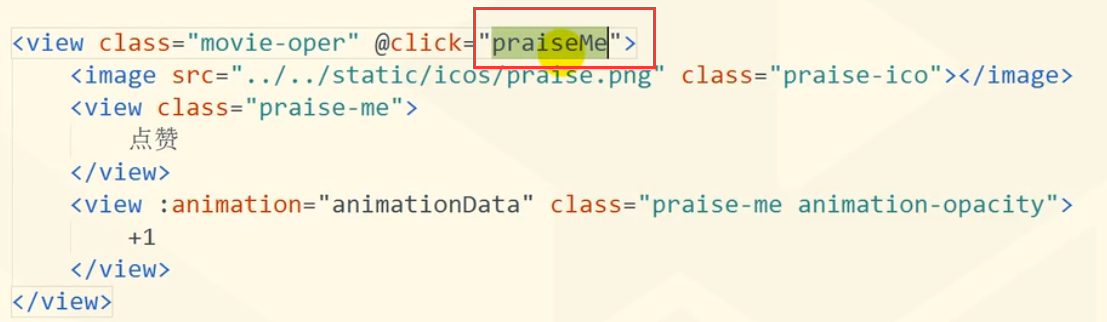 <view class="movie-oper" @click="praiseMe">
<image src="../../static/icos/praise.png" class="praise-ico"></image>
<view class="praise-me">
点赞
</view>
<view :animation="animationData" class="praise-me animation-opacity">
+1
</view>
</view>